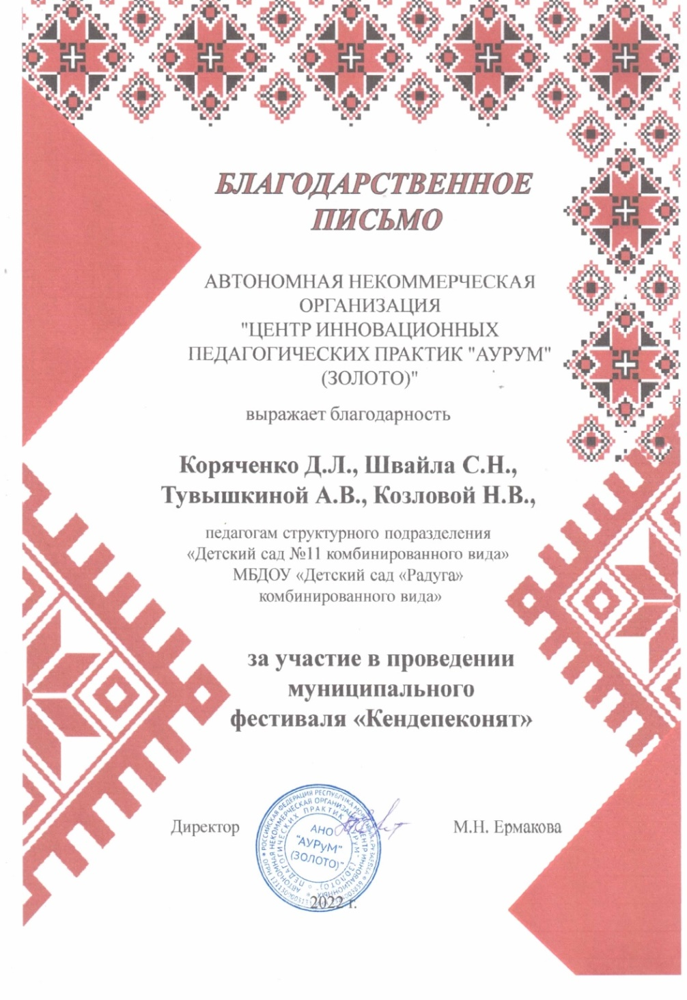 БЛАГОДАРСТВЕННОЕ
ПИСЬМО
АВТОНОМНАЯ НЕКОММЕРЧЕСКАЯ
ОРГАНИЗАЦИЯ
"ЦЕНТР ИННОВАЦИОННЫХ
ПЕДАГОГИЧЕСКИХ ПРАКТИК "АУРУМ"
(ЗОЛОТО)"
выражает благодарность
Коряченко Д.Л., Швайла С.Н.,
Тувышкиной А.В., Козловой Н.В.,
педагогам структурного подразделения
«Детский сад №11 комбинированного вида»
МБДОУ «Детский сад «Радуга»
комбинированного вида»
за участие в проведении
муниципального
фестиваля «Кендепеконят»
Директор
М.Н. Ермакова
РОССИЙСКАЯ ФЕДЕРАЦИЯ РЕСПУБЛИКА
АВТОНОМНАЯ НЕКОММЕРЧЕСКАЯ ОРГАНИЗАЦИЯ ЦЕНТР ИННОВАЦИОННЫХ
ПЕДАГОГИЧЕСКИХ ПРАКТИК
АНО
"АУРуМ"
(ЗОЛОТО)"
2022 г.